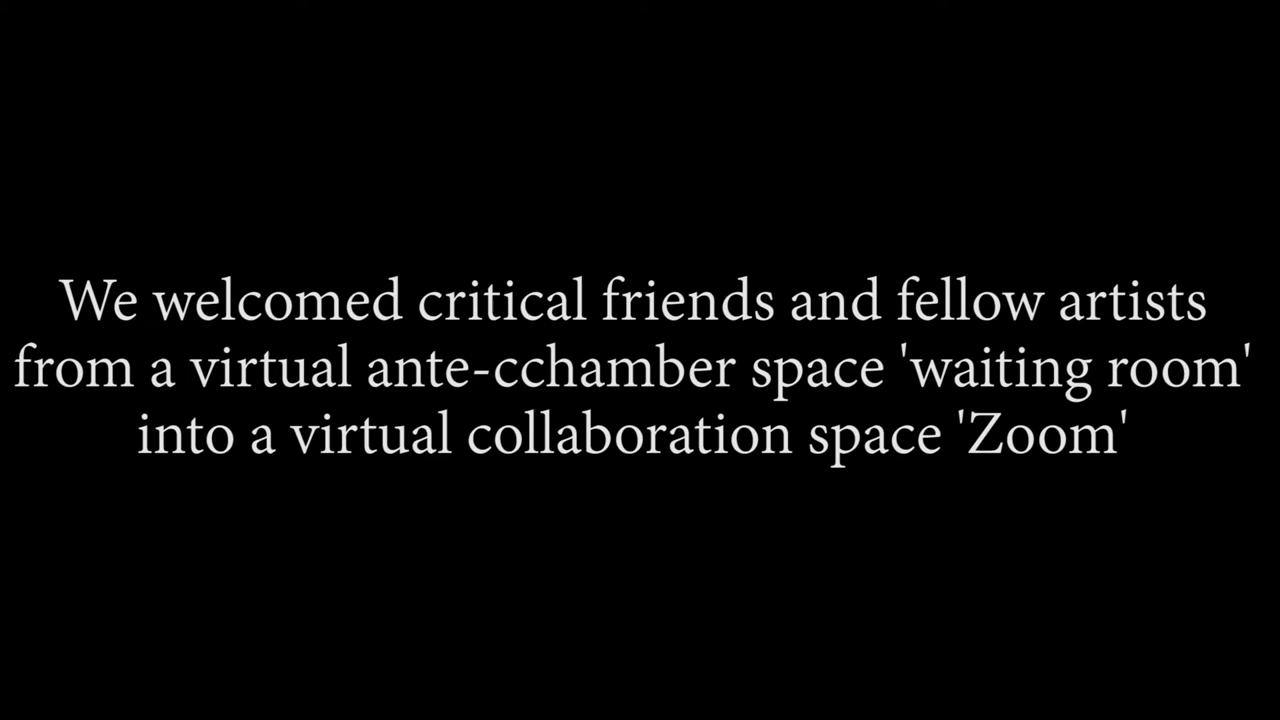 We welcomed critical friends and fellow artists
from a virtual ante-cchamber space 'waiting room'
into a virtual collaboration space 'Zoom'